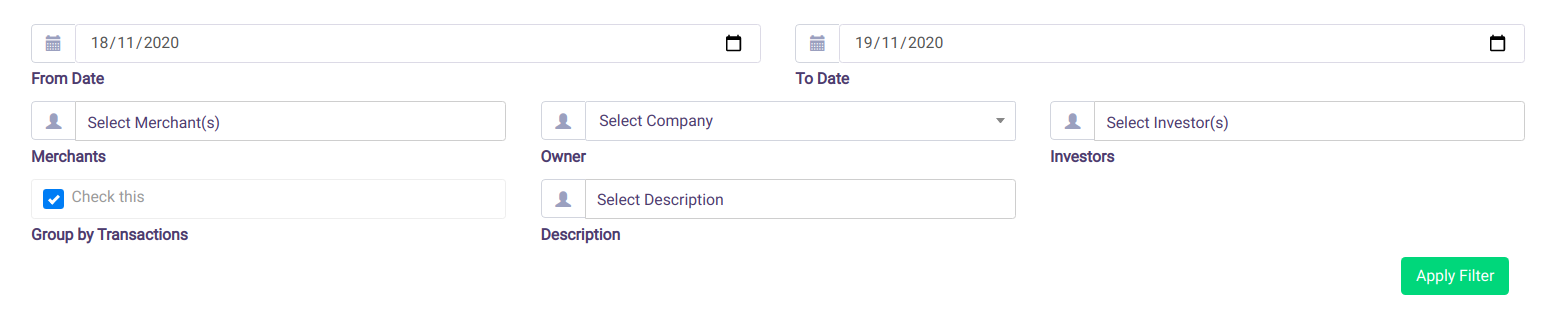 18/11/2020
19/11/2020
From Date
To Date
Select Merchant(s)
Select Company
Select Investor(s)
Merchants
Owner
Investors
Check this
Select Description
Group by Transactions
Description
Apply Filter